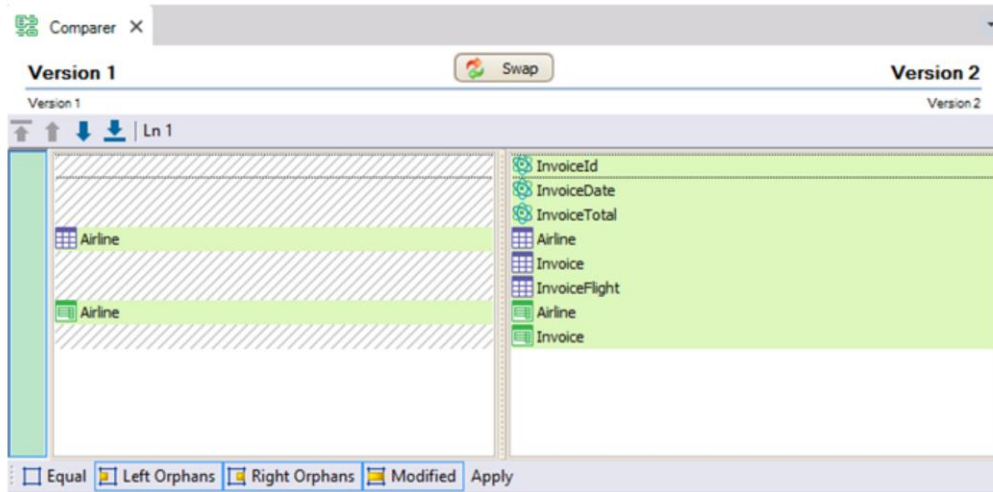 Comparer
Version 1 Swap Version 2
Version 1 Version 2
Ln 1
InvoiceId
InvoiceDate
InvoiceTotal
Airline Airline
Invoice
InvoiceFlight
Airline Airline
Invoice
Equal Left Orphans Right Orphans Modified Apply